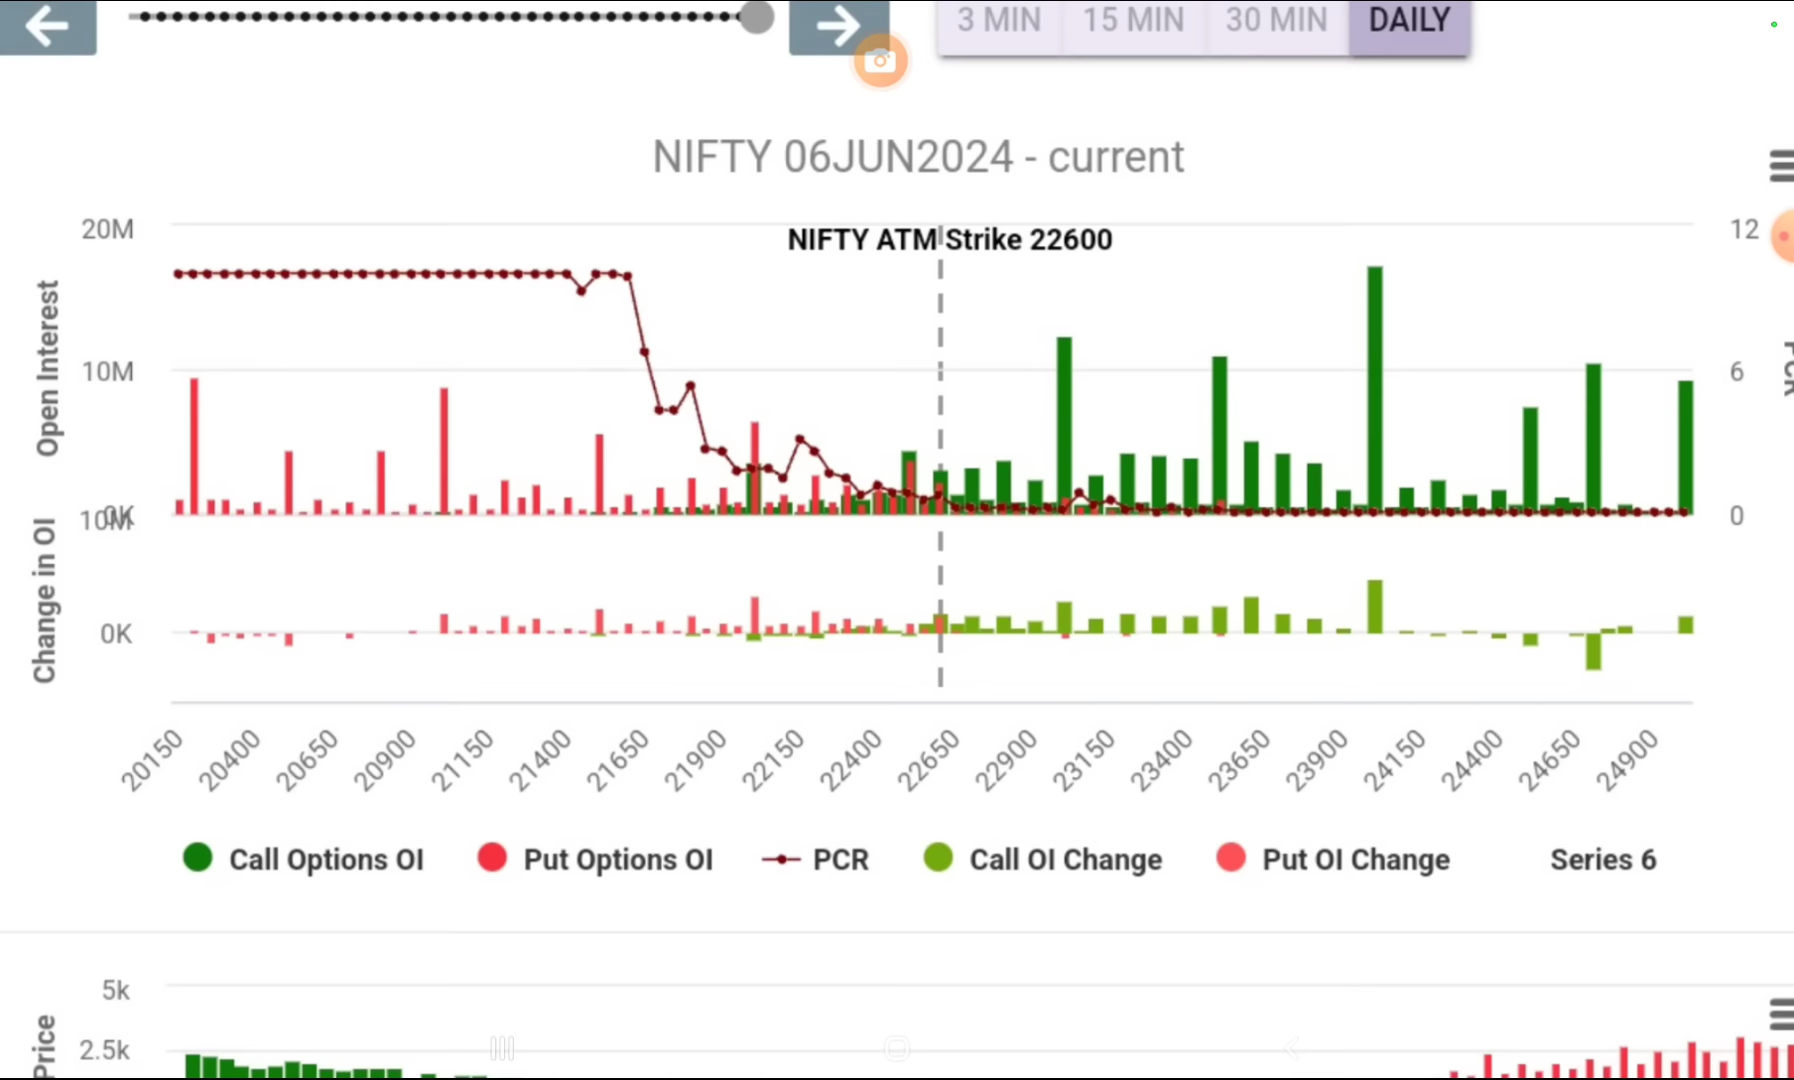 3 MIN 15 MIN 30 MIN DAILY
NIFTY 06JUN2024 - current
NIFTY ATM Strike 22600
Open Interest
20M
10M
0K
PCR
12
6
0
Change in OI
10M
0K
20150 20400 20650 20900 21150 21400 21650 21900 22150 22400 22650 22900 23150 23400 23650 23900 24150 24400 24650 24900
Call Options OI Put Options OI PCR Call OI Change Put OI Change Series 6
Price
5k
2.5k